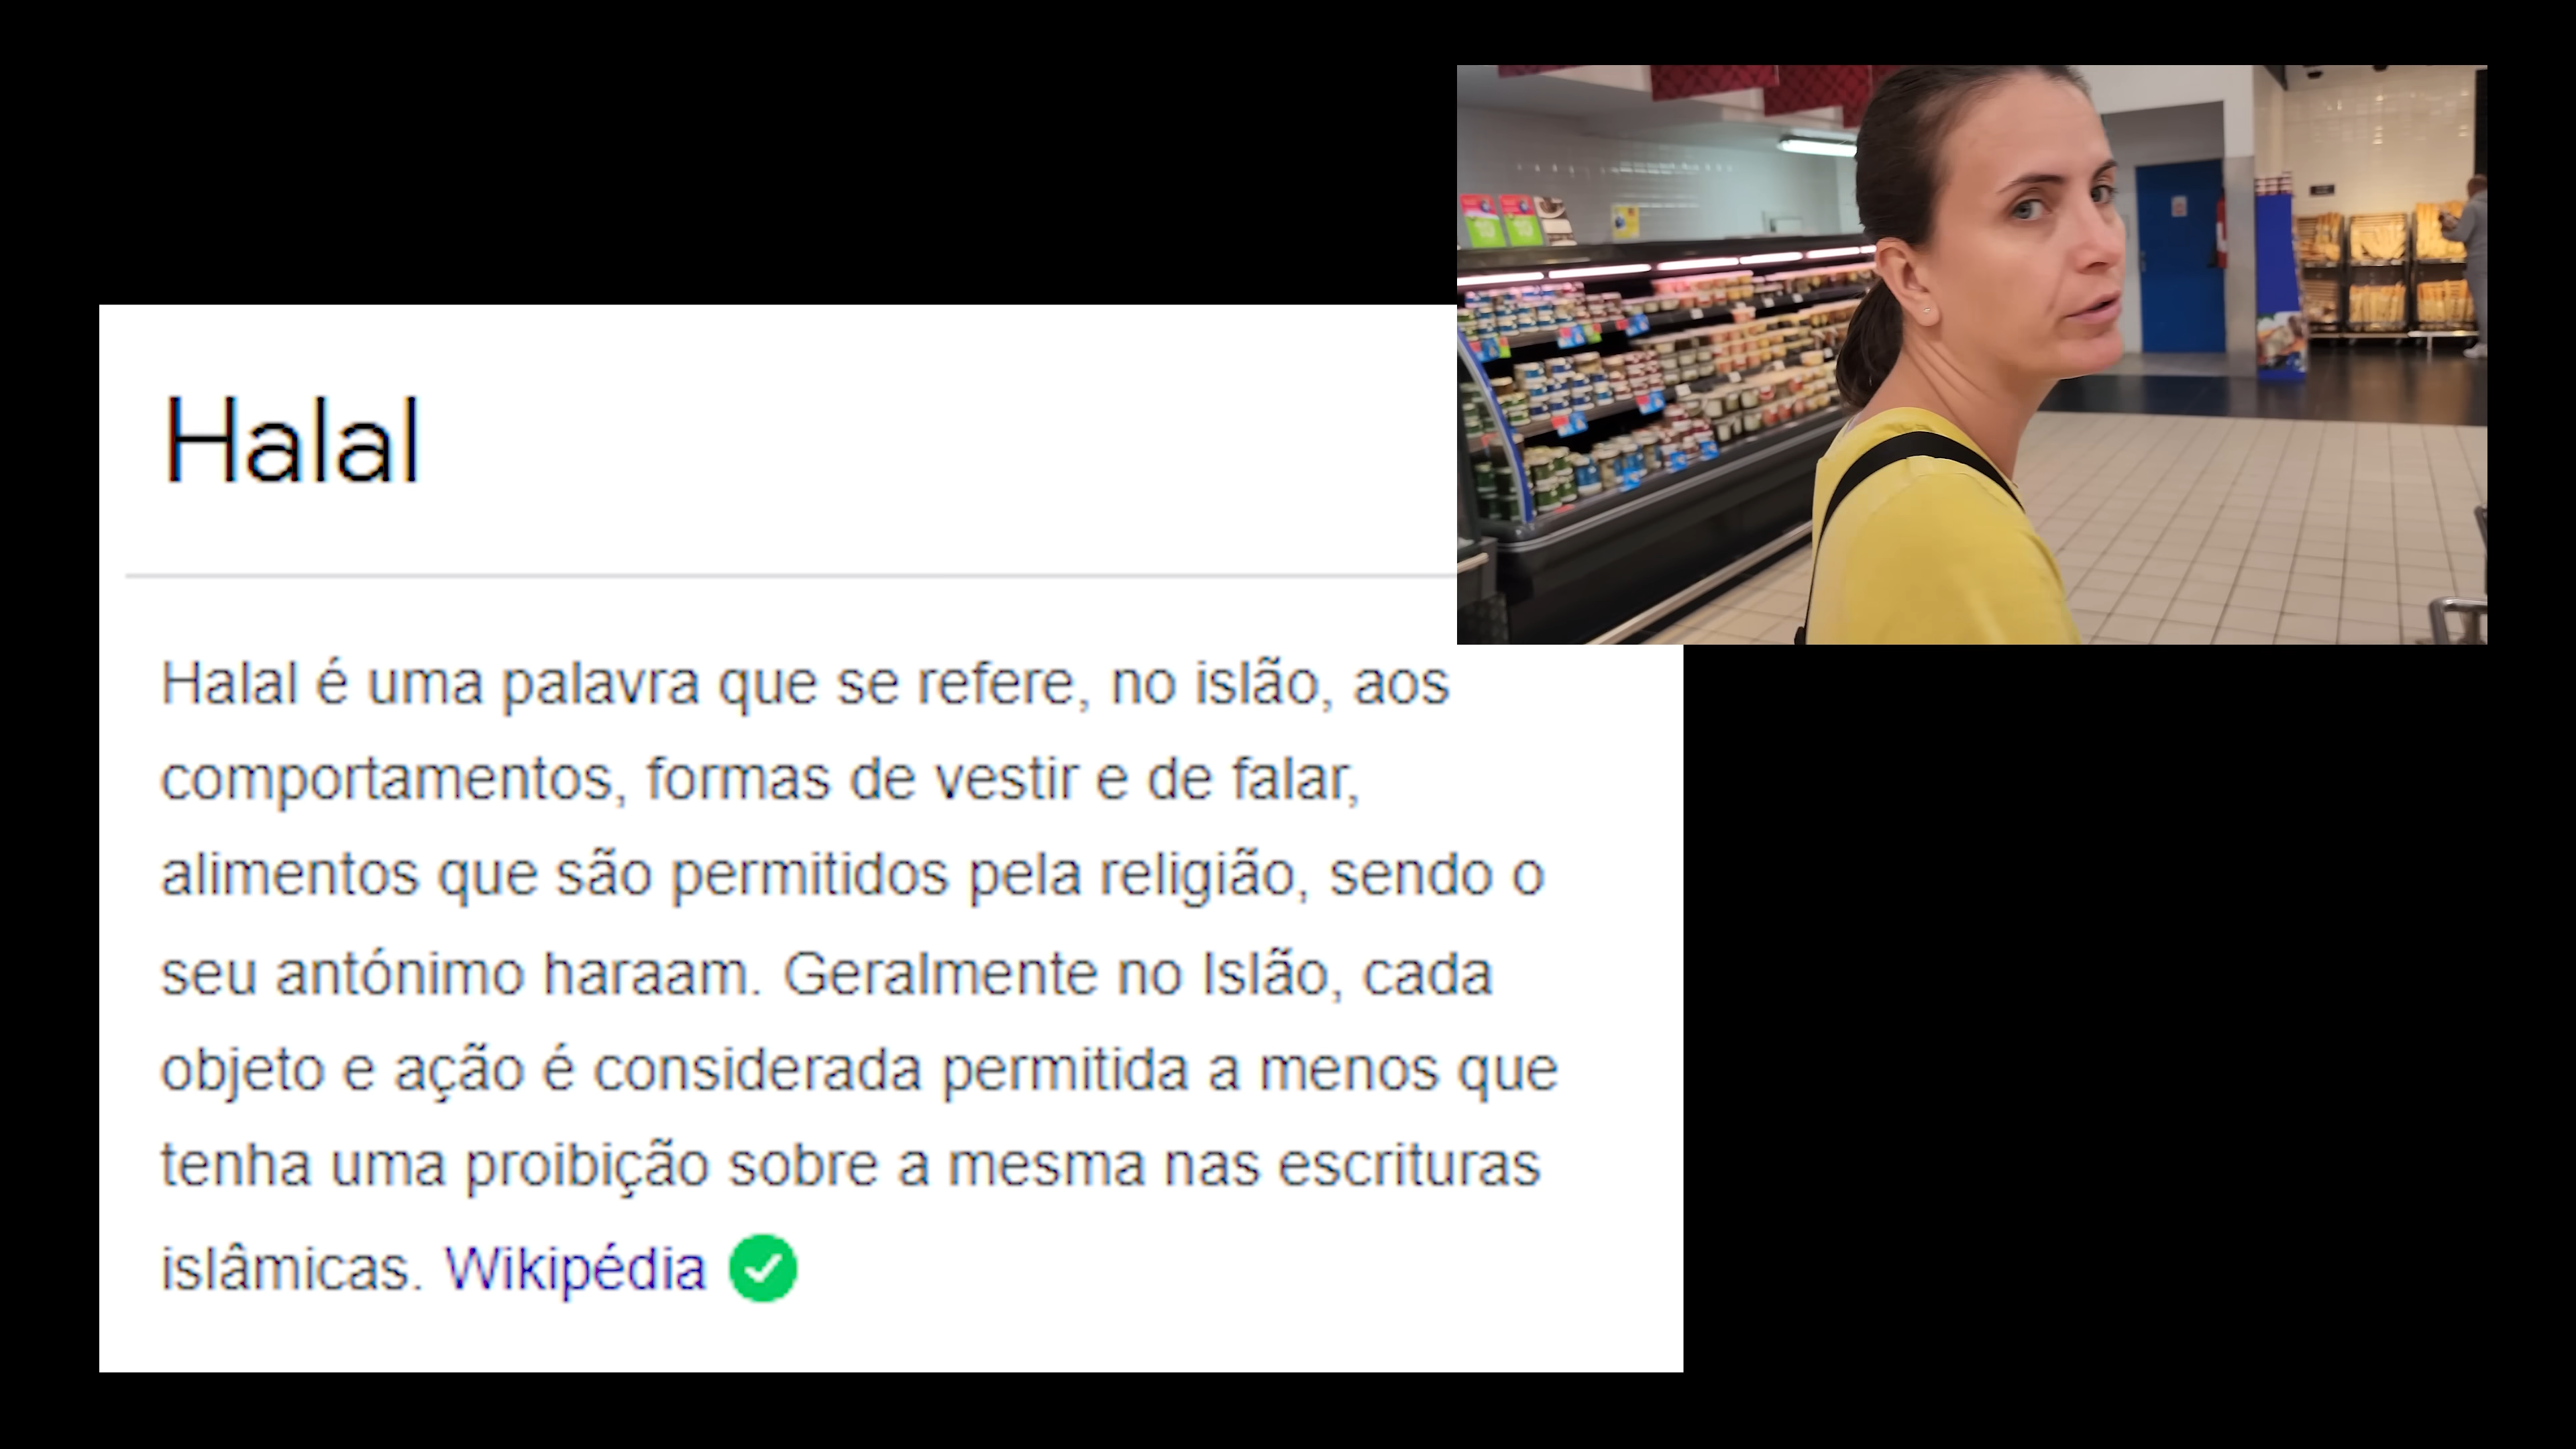 Halal
Halal é uma palavra que se refere, no islão, aos
comportamentos, formas de vestir e de falar,
alimentos que são permitidos pela religião, sendo o
seu antónimo haraam. Geralmente no Islão, cada
objeto e ação é considerada permitida a menos que
tenha uma proibição sobre a mesma nas escrituras
islâmicas. Wikipédia